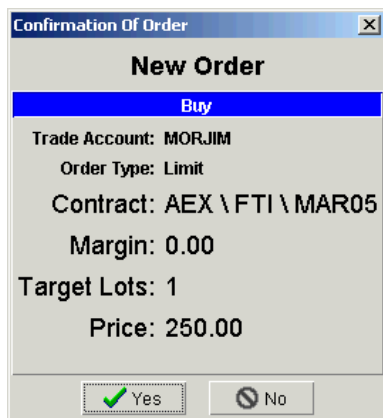 Confirmation Of Order
New Order
Buy
Trade Account: MORJIM
Order Type: Limit
Contract: AEX \ FTI \ MAR05
Margin: 0.00
Target Lots: 1
Price: 250.00
Yes No